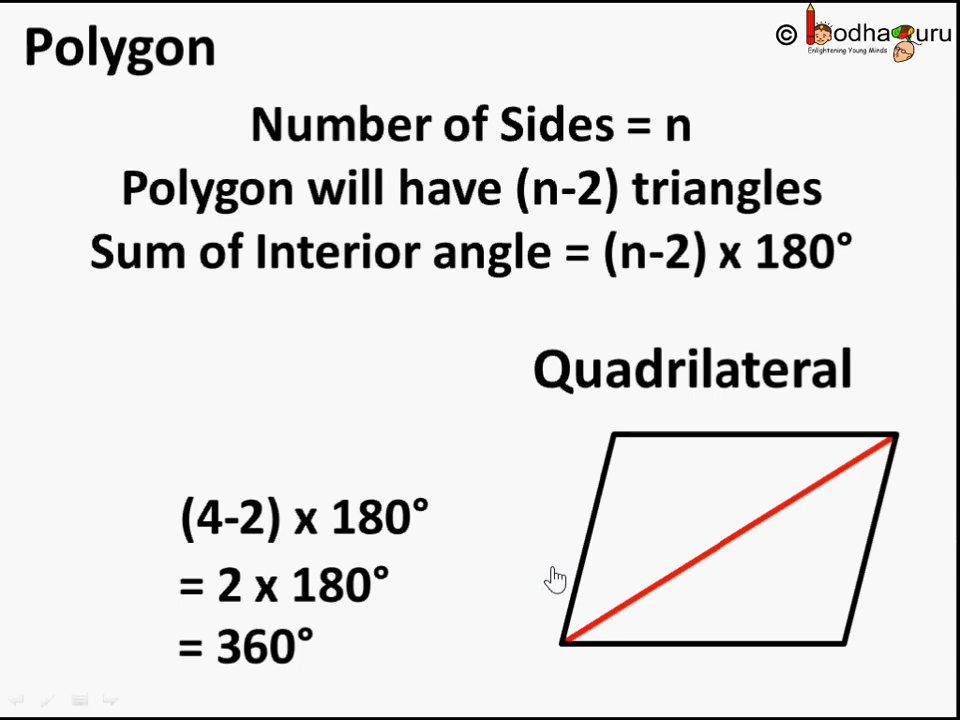 Polygon
© BodhaGuru
Enlightening Young Minds
Number of Sides = n
Polygon will have (n-2) triangles
Sum of Interior angle = (n-2) x 180°
Quadrilateral
(4-2) x 180°
= 2 x 180°
= 360°